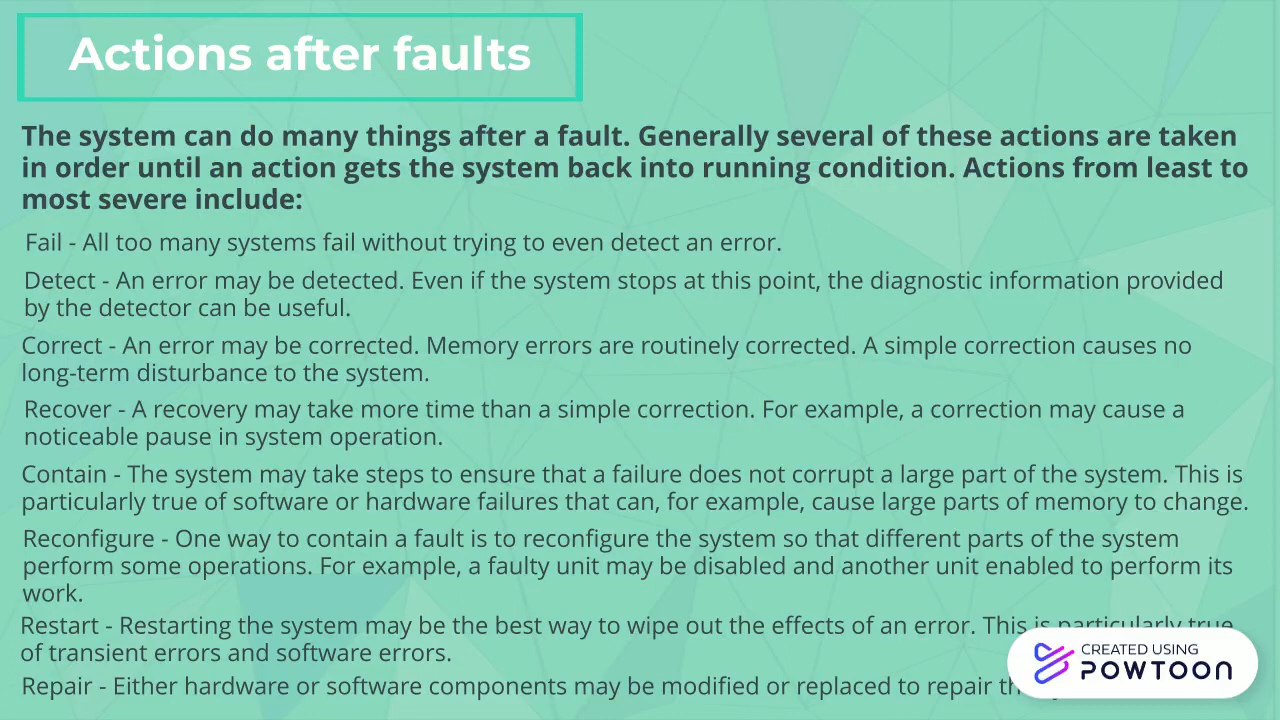 Actions after faults
The system can do many things after a fault. Generally several of these actions are taken
in order until an action gets the system back into running condition. Actions from least to
most severe include:
Fail - All too many systems fail without trying to even detect an error.
Detect - An error may be detected. Even if the system stops at this point, the diagnostic information provided
by the detector can be useful.
Correct - An error may be corrected. Memory errors are routinely corrected. A simple correction causes no
long-term disturbance to the system.
Recover - A recovery may take more time than a simple correction. For example, a correction may cause a
noticeable pause in system operation.
Contain - The system may take steps to ensure that a failure does not corrupt a large part of the system. This is
particularly true of software or hardware failures that can, for example, cause large parts of memory to change.
Reconfigure - One way to contain a fault is to reconfigure the system so that different parts of the system
perform some operations. For example, a faulty unit may be disabled and another unit enabled to perform its
work.
Restart - Restarting the system may be the best way to wipe out the effects of an error. This is particularly true
of transient errors and software errors.
Repair - Either hardware or software components may be modified or replaced to repair
CREATED USING
POWTOON